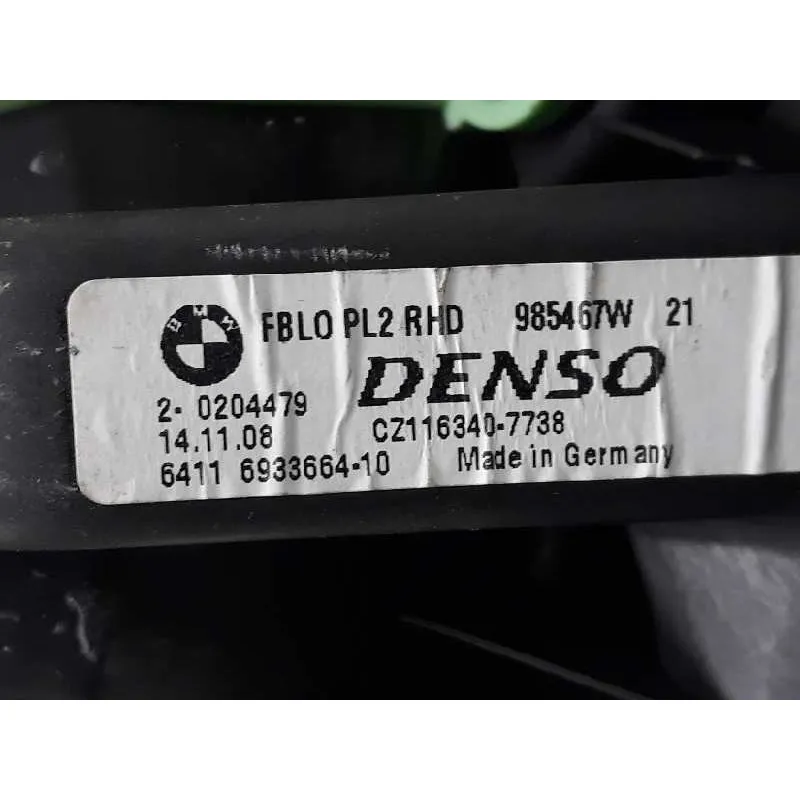 BMW FBLO PL2 RHD 985467W 21
DENSO
2- 0204479
14.11.08 CZ116340-7738
6411 6933664-10 Made in Germany